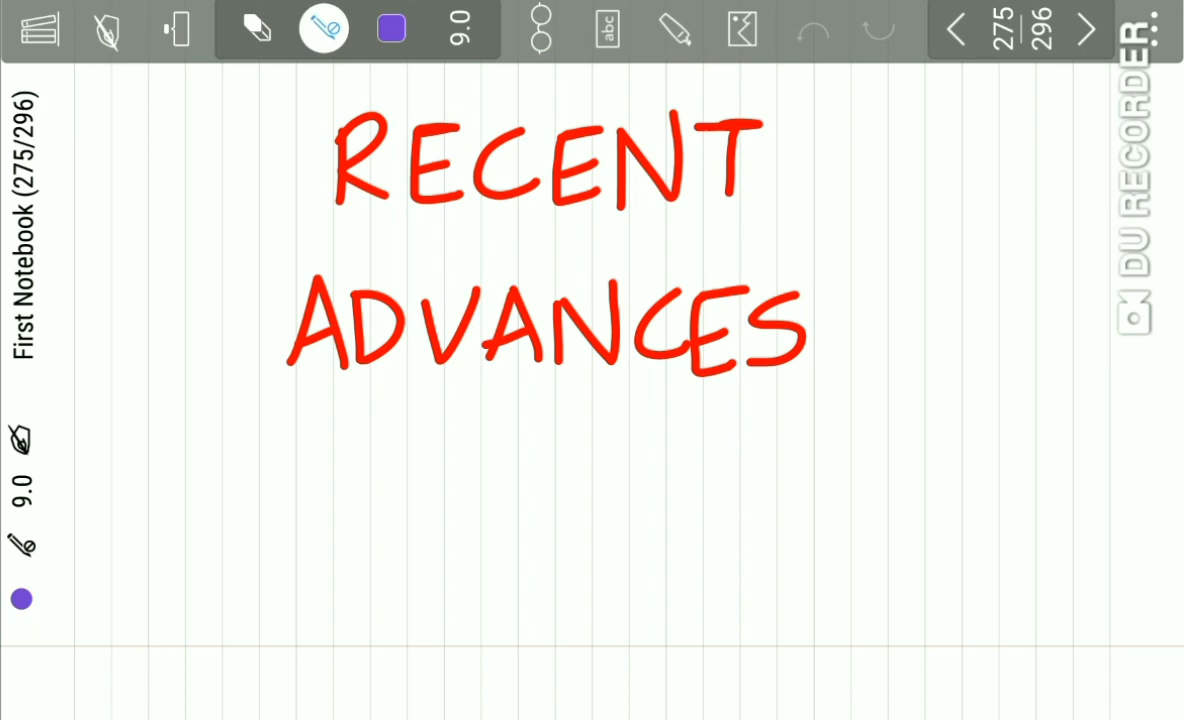 RECENT
ADVANCES
First Notebook (275/296)
9.0
9.0
abc
275
296
DU RECORDER